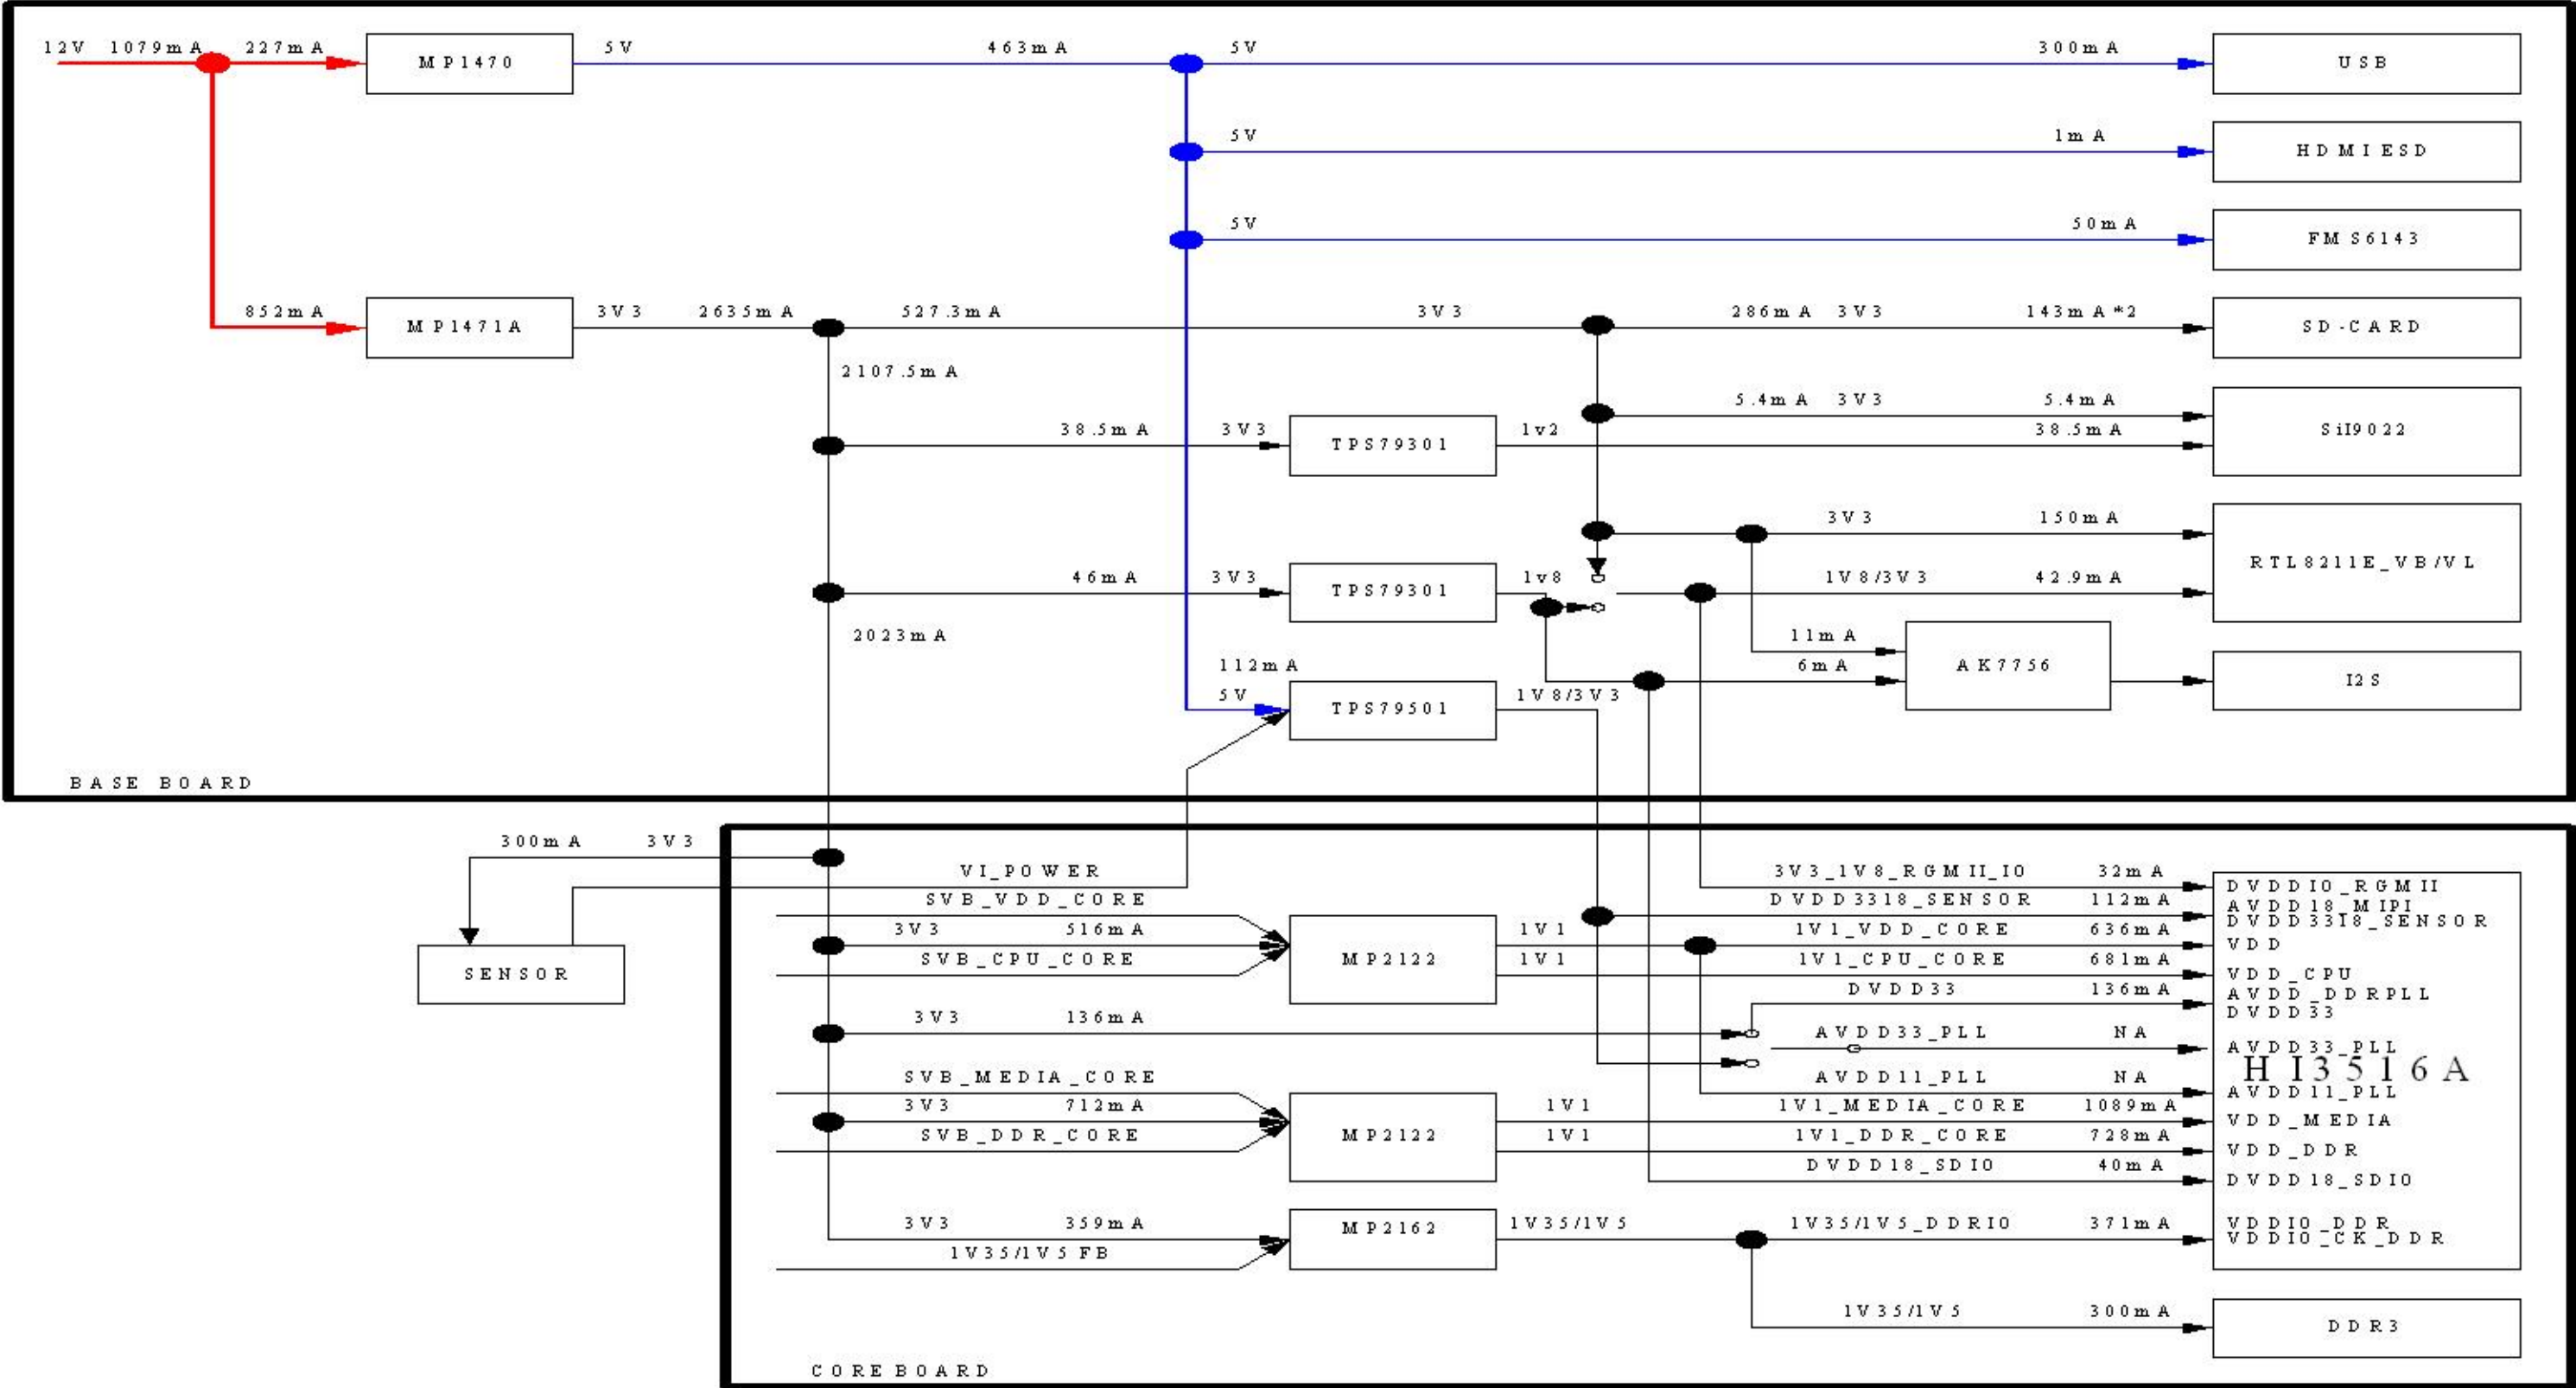 12V 1079mA 227mA MP1470 5V 463mA 5V 300mA USB
5V 1mA HDMI ESD
5V 50mA FMS6143
852mA MP1471A 3V3 2635mA 527.3mA 3V3 286mA 3V3 143mA*2 SD-CARD
2107.5mA
5.4mA 3V3 5.4mA
38.5mA 3V3 TPS79301 1v2 38.5mA SiI9022
3V3 150mA
46mA 3V3 TPS79301 1v8 1V8/3V3 42.9mA RTL8211E_VB/VL
2023mA
11mA
6mA AK7756 I2S
112mA
5V TPS79501 1V8/3V3
BASE BOARD
300mA 3V3
VI_POWER 3V3_1V8_RGMII_IO 32mA DVDDIO_RGMII
SVB_VDD_CORE DVDD3318_SENSOR 112mA AVDD18_MIPI
DVDD3318_SENSOR
3V3 516mA 1V1 1V1_VDD_CORE 636mA VDD
SVB_CPU_CORE MP2122 1V1 1V1_CPU_CORE 681mA VDD_CPU
SENSOR
DVDD33 136mA AVDD_DDRPLL
DVDD33
3V3 136mA
AVDD33_PLL NA AVDD33_PLL
HI3516A
SVB_MEDIA_CORE AVDD11_PLL NA AVDD11_PLL
3V3 712mA 1V1 1V1_MEDIA_CORE 1089mA VDD_MEDIA
SVB_DDR_CORE MP2122 1V1 1V1_DDR_CORE 728mA VDD_DDR
DVDD18_SDIO 40mA DVDD18_SDIO
3V3 359mA MP2162 1V35/1V5 1V35/1V5_DDRIO 371mA VDDIO_DDR
VDDIO_CK_DDR
1V35/1V5 FB
1V35/1V5 300mA DDR3
CORE BOARD